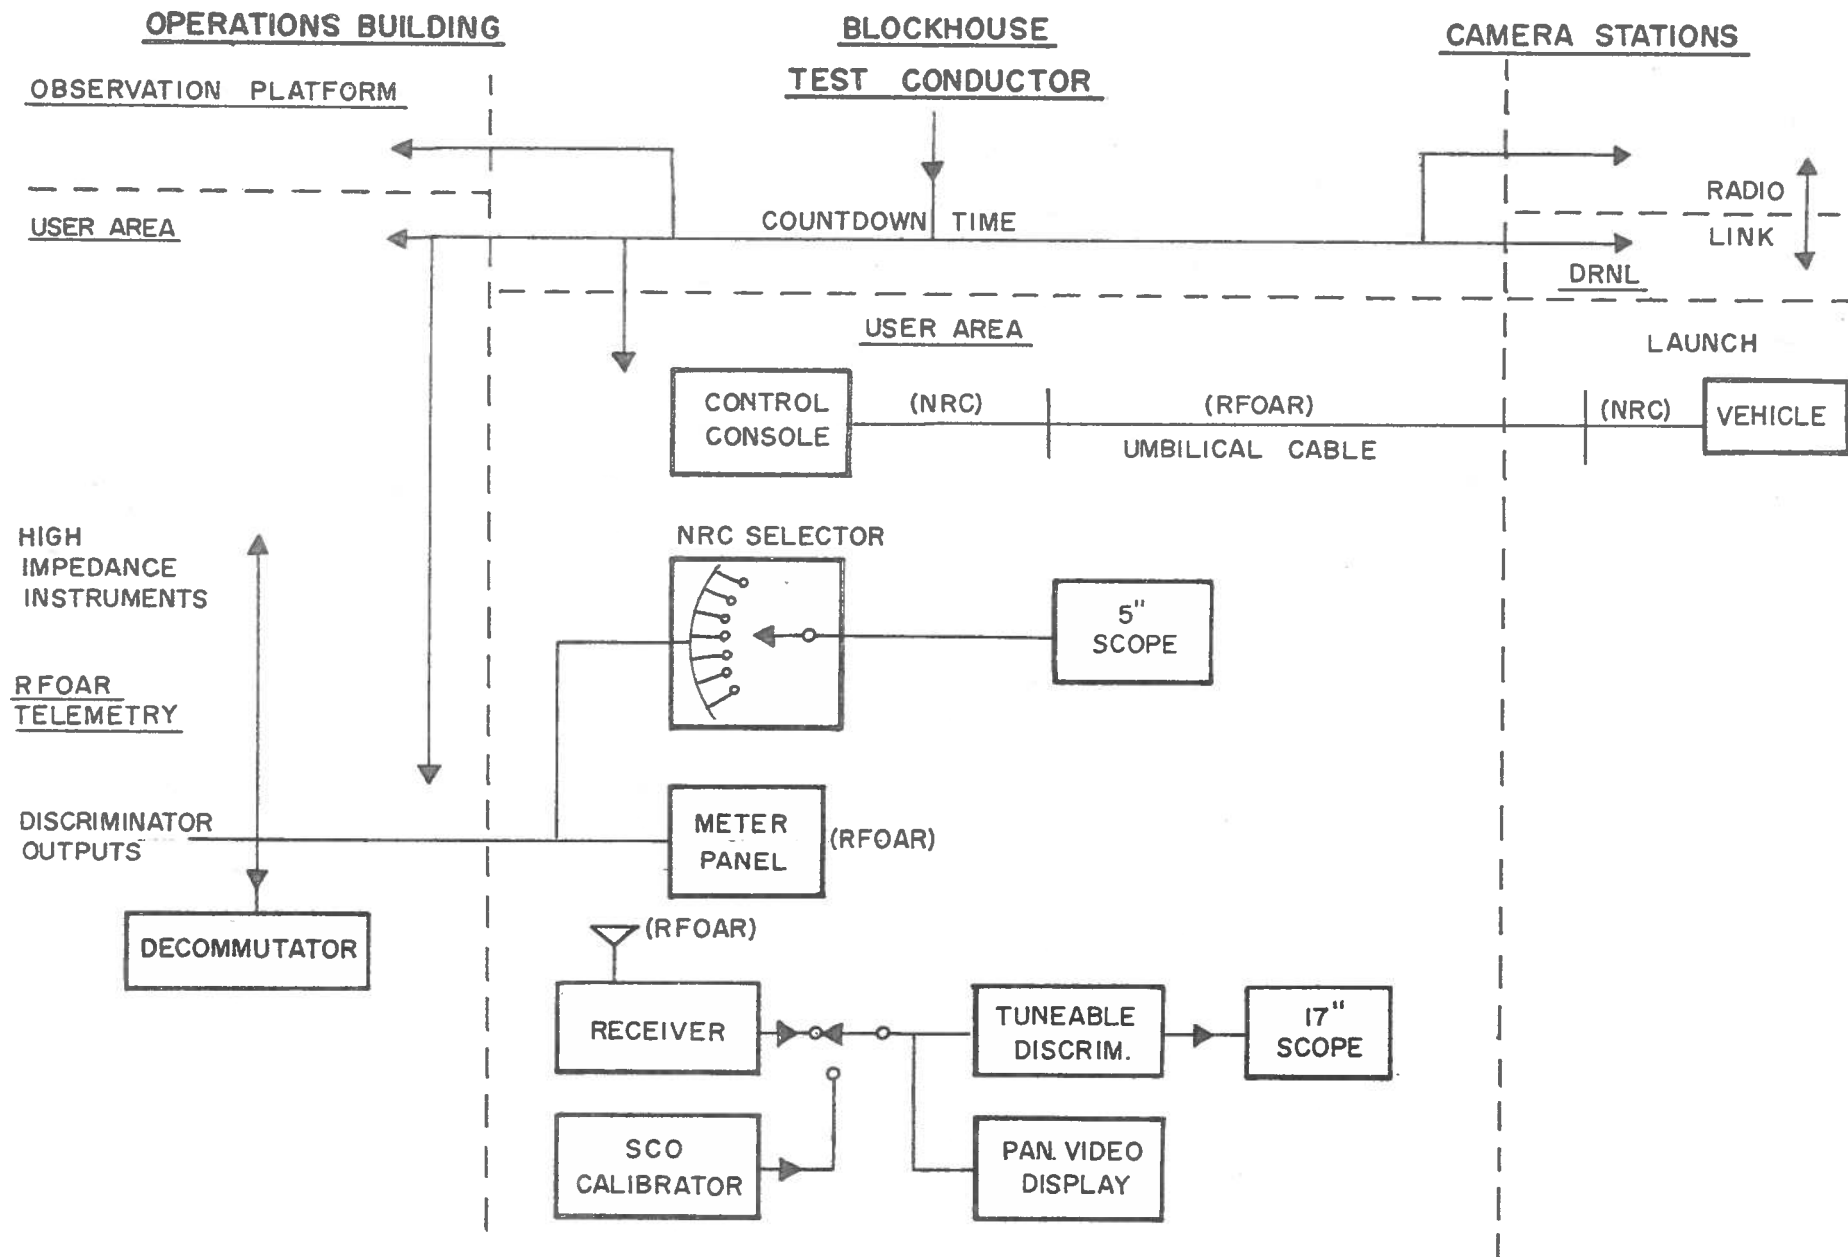 OPERATIONS BUILDING
BLOCKHOUSE
CAMERA STATIONS
OBSERVATION PLATFORM
TEST CONDUCTOR
RADIO
LINK
USER AREA
COUNTDOWN TIME
DRNL
USER AREA
LAUNCH
CONTROL
CONSOLE
(NRC)
(RFOAR)
UMBILICAL CABLE
(NRC)
VEHICLE
HIGH
IMPEDANCE
INSTRUMENTS
NRC SELECTOR
5"
SCOPE
RFOAR
TELEMETRY
DISCRIMINATOR
OUTPUTS
METER
PANEL
(RFOAR)
DECOMMUTATOR
(RFOAR)
RECEIVER
TUNEABLE
DISCRIM.
17"
SCOPE
SCO
CALIBRATOR
PAN. VIDEO
DISPLAY